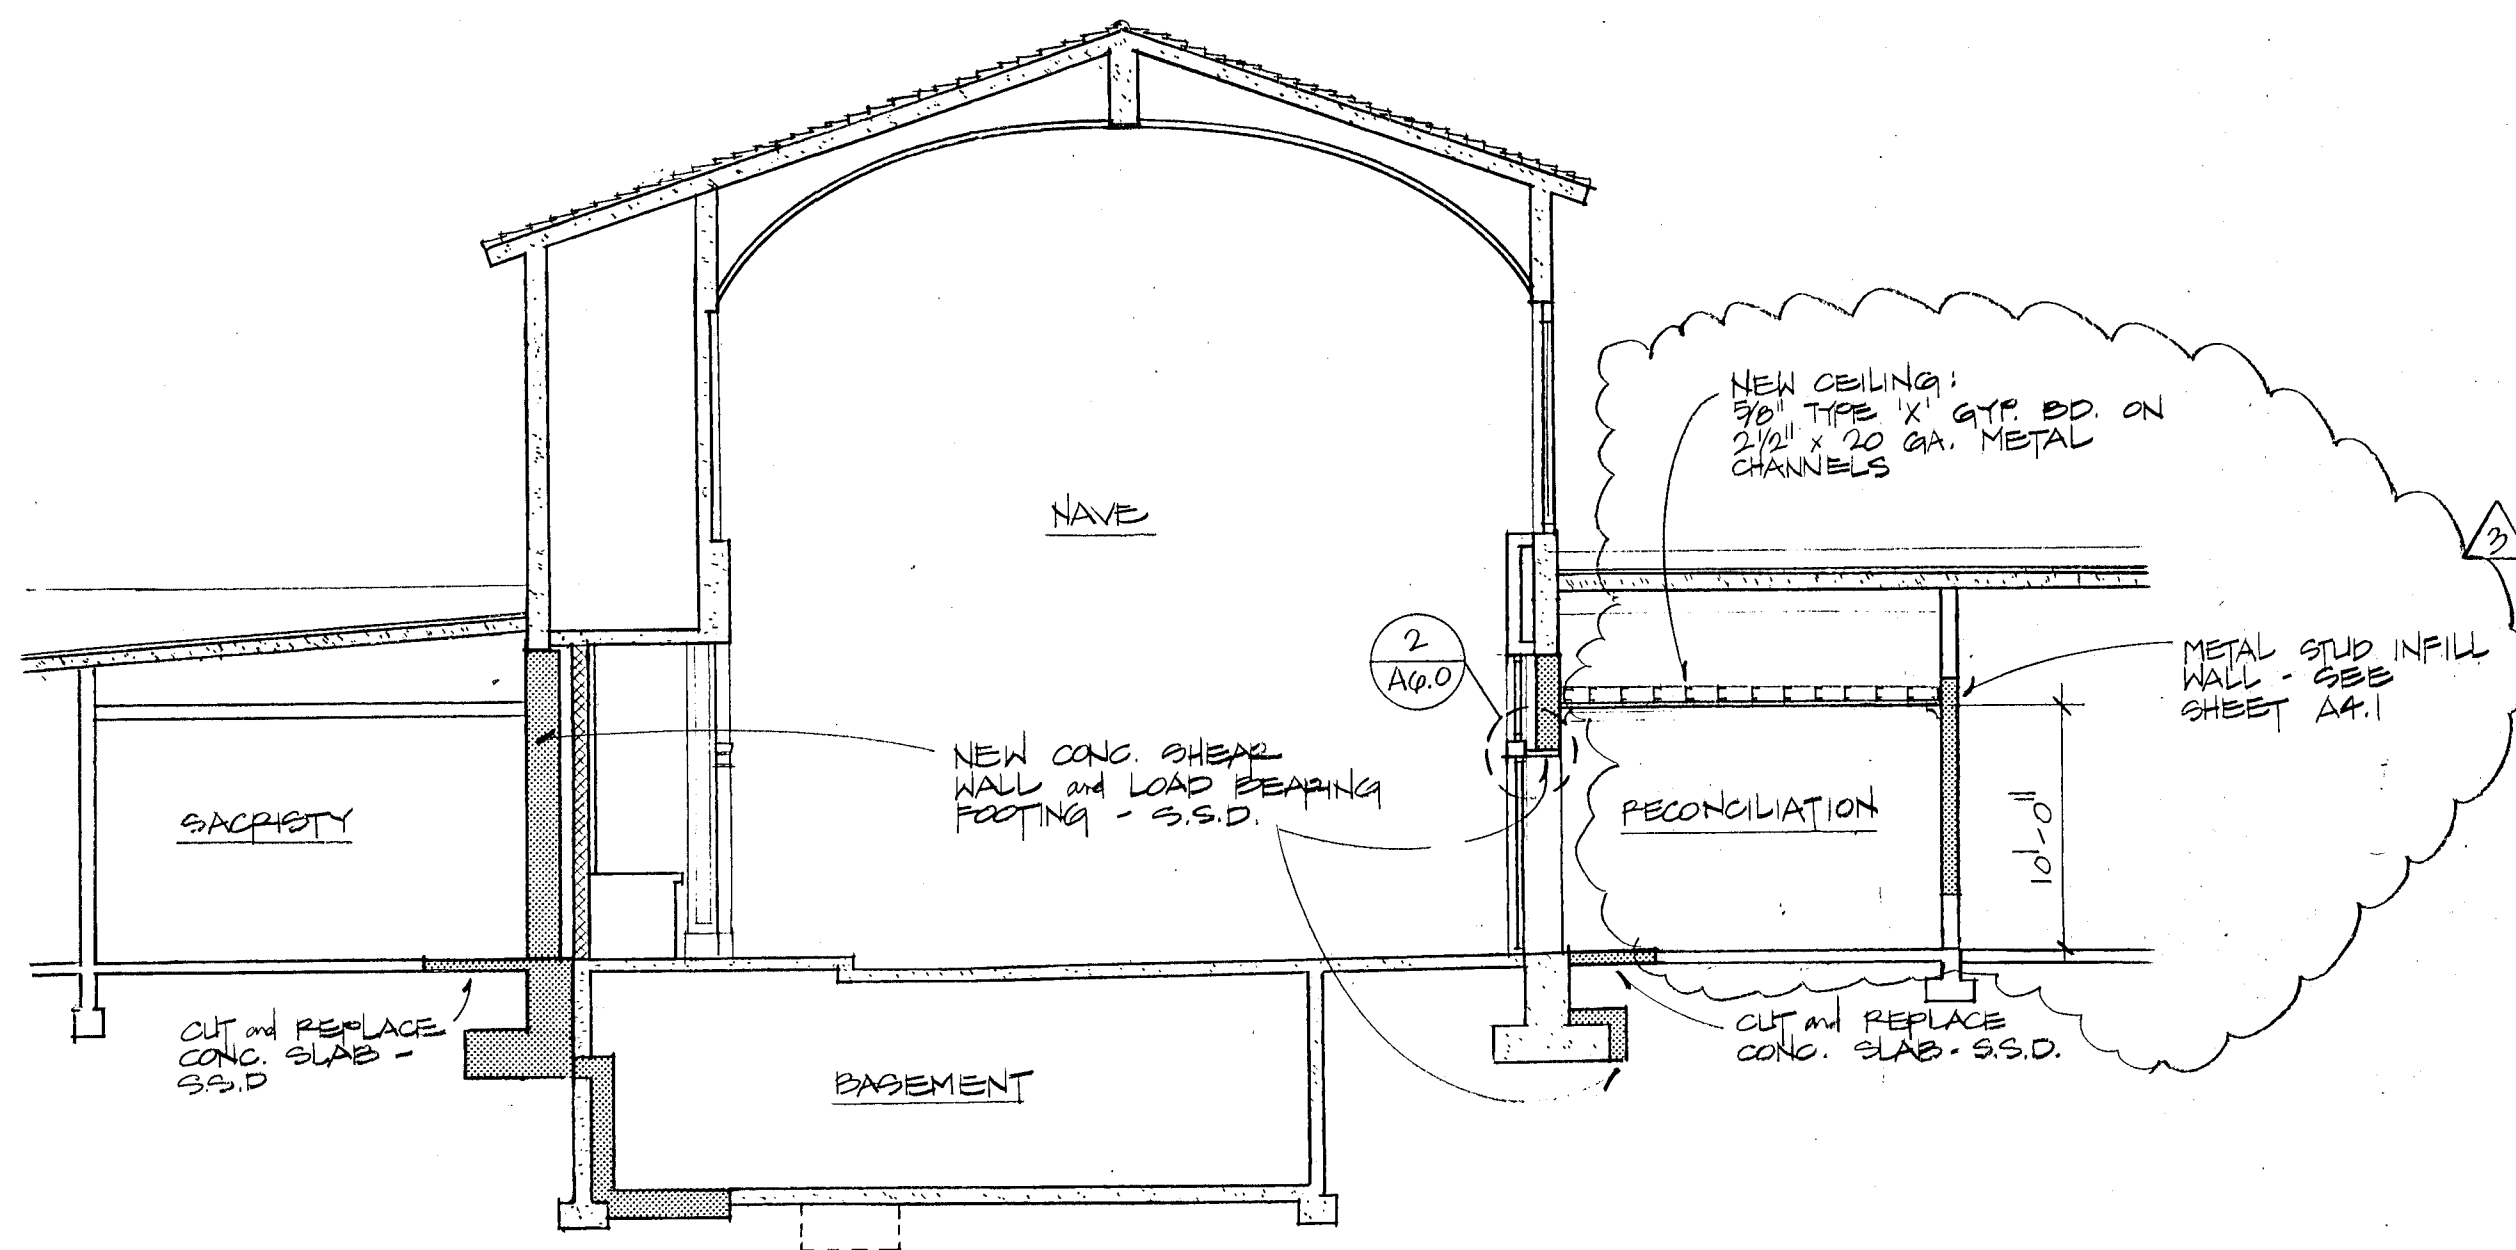 NEW CEILING:
5/8" TYPE 'X' GYP. BD. ON
2 1/2" x 20 GA. METAL
CHANNELS
NAVE
3
2
A6.0
METAL STUD INFILL
WALL - SEE
SHEET A4.1
NEW CONC. SHEAR
WALL and LOAD BEARING
FOOTING - S.S.D.
SACRISTY
RECONCILIATION
10'-0"
CUT and REPLACE
CONC. SLAB -
S.S.D
CUT and REPLACE
CONC. SLAB - S.S.D.
BASEMENT